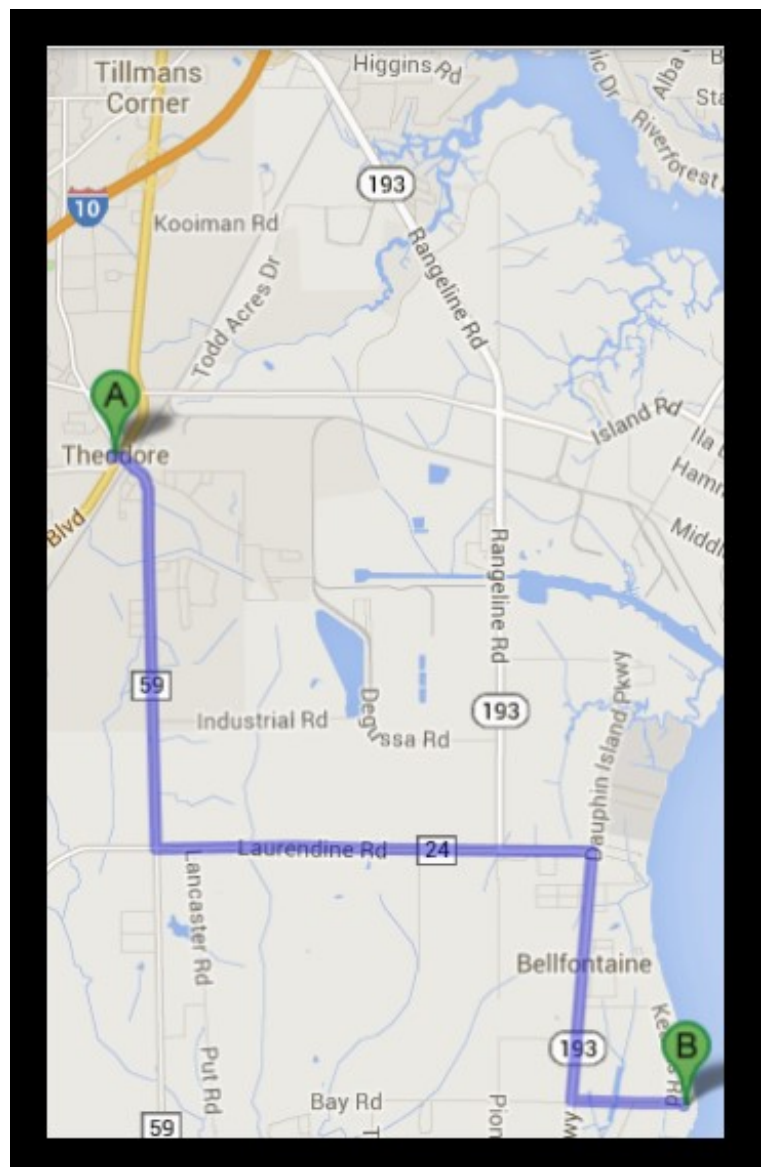 Higgins Rd
Tillmans
Corner
Alba
Riverforest
193
10
Kooiman Rd
Rangeline Rd
Todd Acres Dr
A
Island Rd
Theodore
Blvd
Rangeline Rd
59
Industrial Rd
Degussa Rd
193
Dauphin Island Pkwy
Laurendine Rd
24
Lancaster Rd
Bellfontaine
193
B
Put Rd
Bay Rd
59